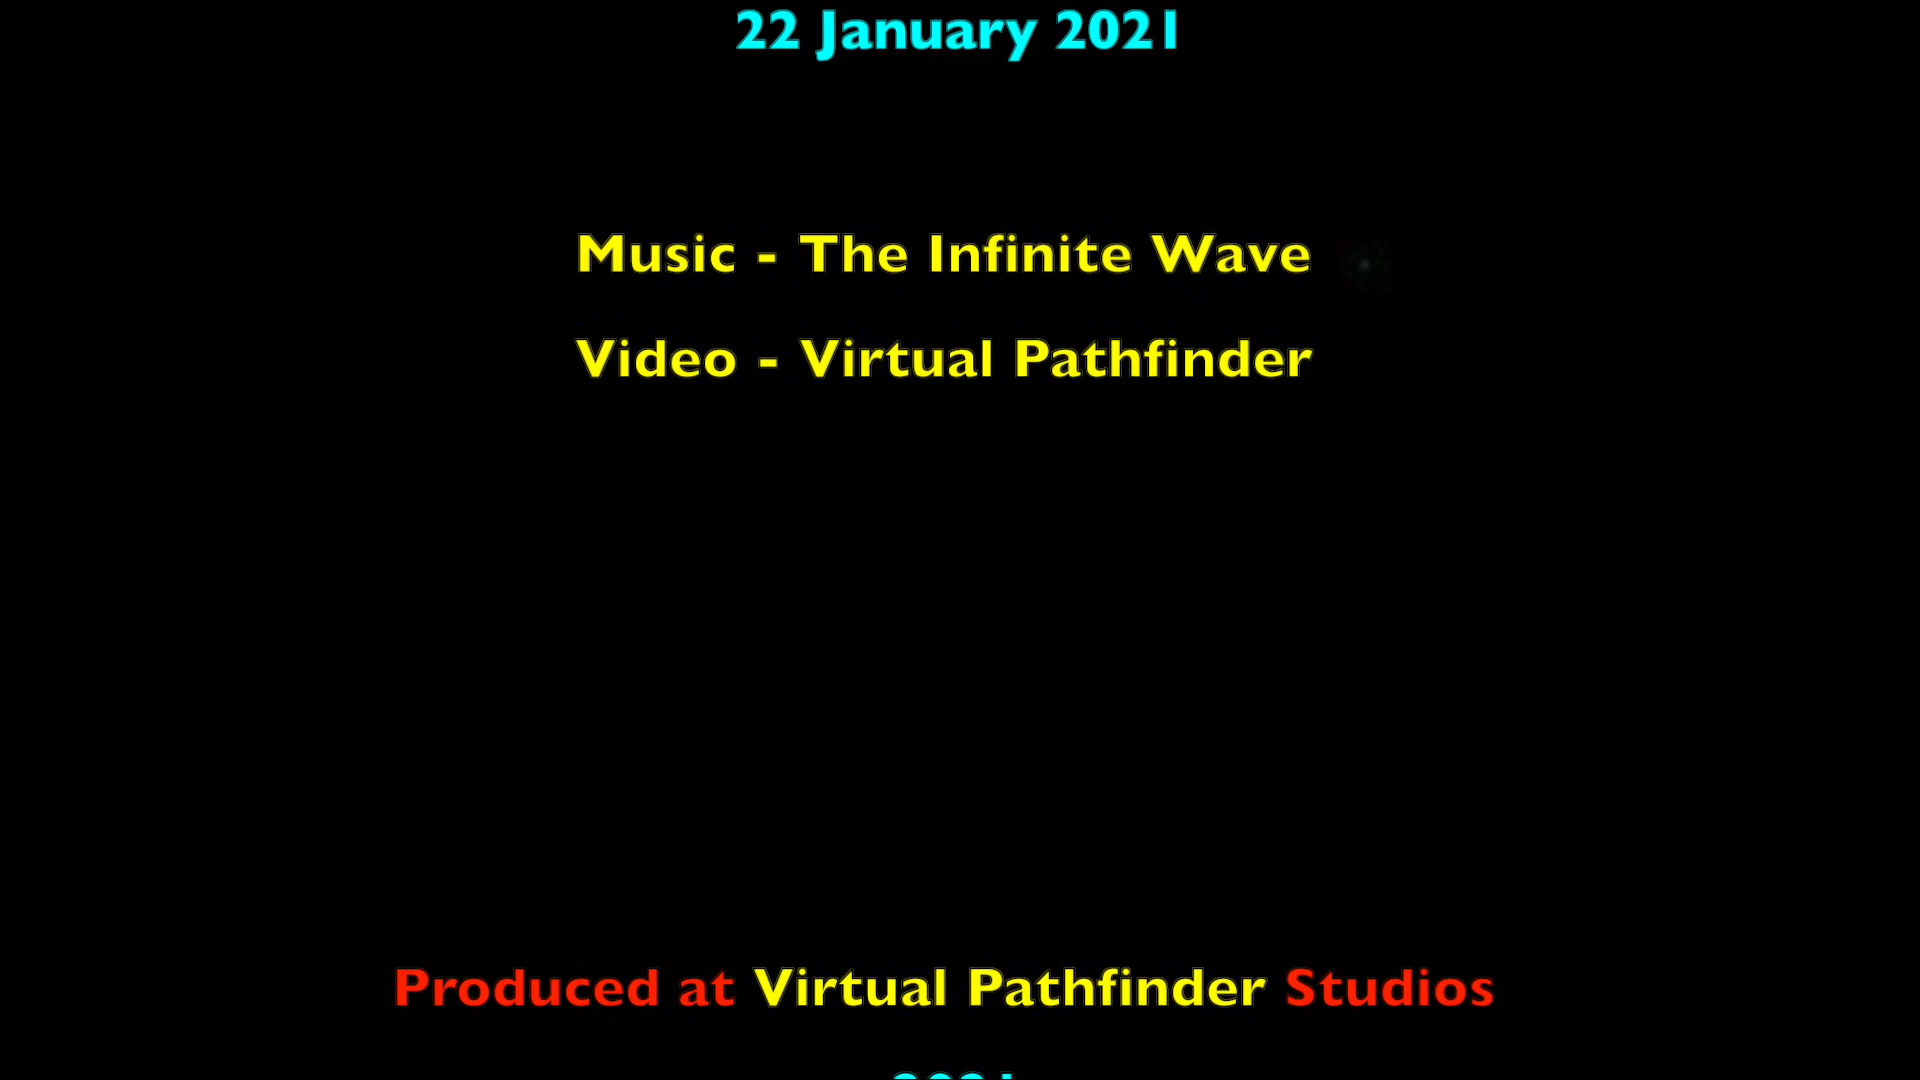 22 January 2021
Music - The Infinite Wave
Video - Virtual Pathfinder
Produced at Virtual Pathfinder Studios